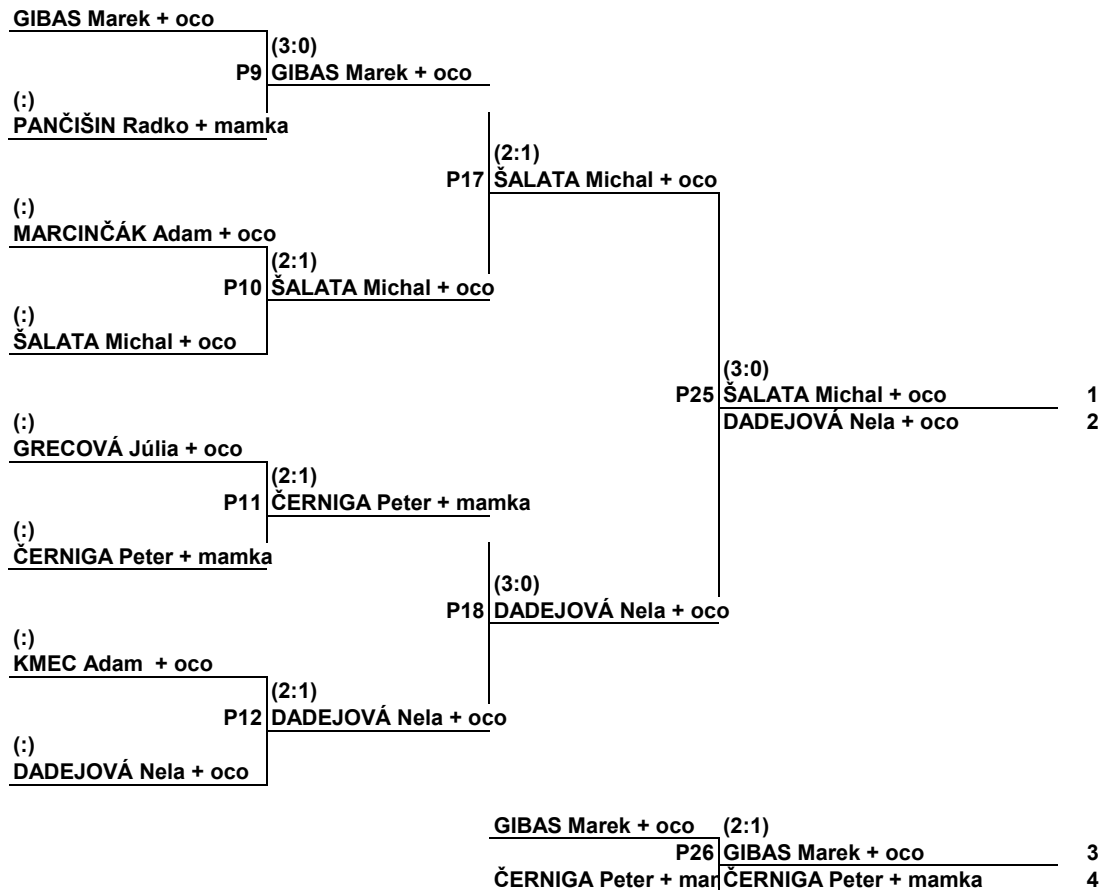 GIBAS Marek + oco
(3:0)
P9 GIBAS Marek + oco
(:)
PANČIŠIN Radko + mamka
(2:1)
P17 ŠALATA Michal + oco
(:)
MARCINČÁK Adam + oco
(2:1)
P10 ŠALATA Michal + oco
(:)
ŠALATA Michal + oco
(3:0)
P25 ŠALATA Michal + oco 1
DADEJOVÁ Nela + oco 2
(:)
GRECOVÁ Júlia + oco
(2:1)
P11 ČERNIGA Peter + mamka
(:)
ČERNIGA Peter + mamka
(3:0)
P18 DADEJOVÁ Nela + oco
(:)
KMEC Adam + oco
(2:1)
P12 DADEJOVÁ Nela + oco
(:)
DADEJOVÁ Nela + oco
GIBAS Marek + oco (2:1)
P26 GIBAS Marek + oco 3
ČERNIGA Peter + mar ČERNIGA Peter + mamka 4